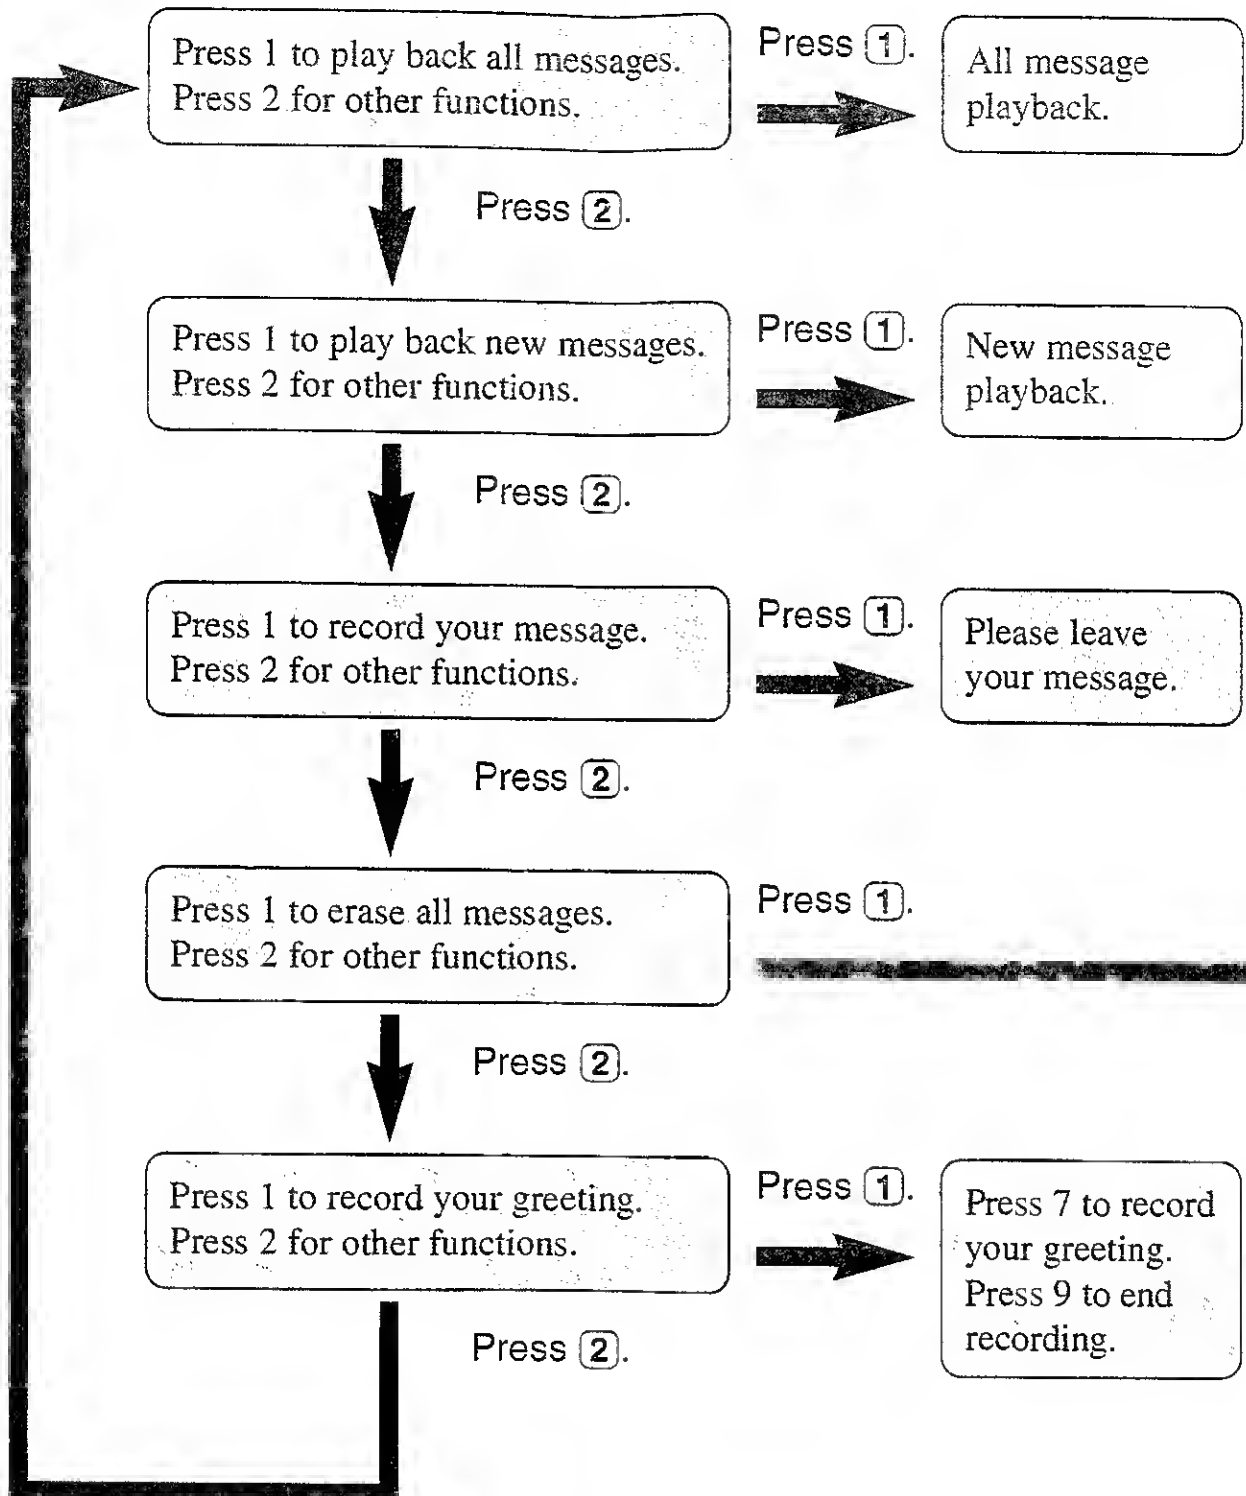 Press 1 to play back all messages.
Press 2 for other functions.
Press 1.
All message
playback.
Press 2.
Press 1 to play back new messages.
Press 2 for other functions.
Press 1.
New message
playback.
Press 2.
Press 1 to record your message.
Press 2 for other functions.
Press 1.
Please leave
your message.
Press 2.
Press 1 to erase all messages.
Press 2 for other functions.
Press 1.
Press 2.
Press 1 to record your greeting.
Press 2 for other functions.
Press 1.
Press 7 to record
your greeting.
Press 9 to end
recording.
Press 2.